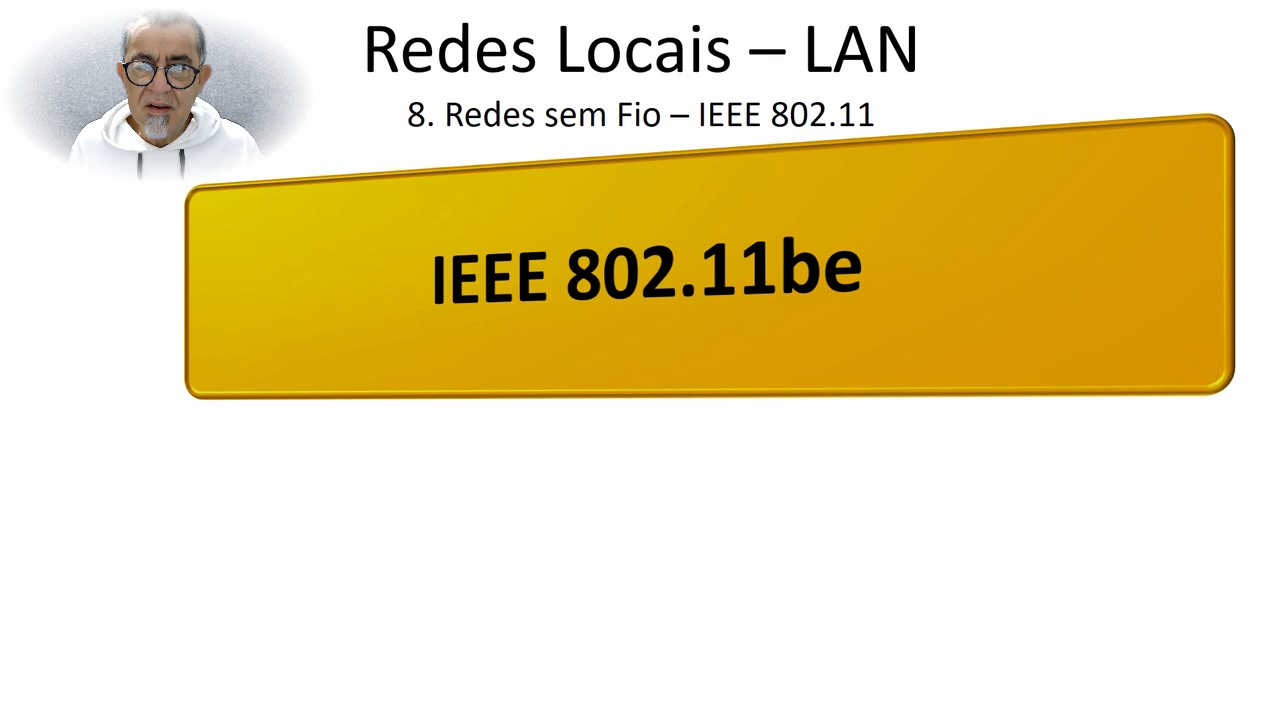 Redes Locais – LAN
8. Redes sem Fio – IEEE 802.11
IEEE 802.11be